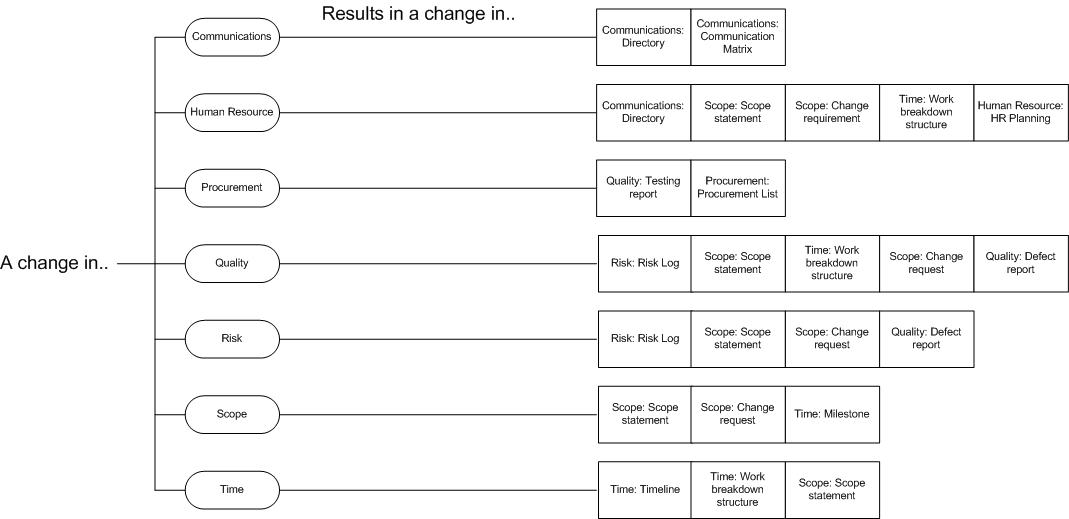 Results in a change in..
Communications
Communications:
Directory
Communications:
Communication
Matrix
Human Resource
Communications:
Directory
Scope: Scope
statement
Scope: Change
requirement
Time: Work
breakdown
structure
Human Resource:
HR Planning
Procurement
Quality: Testing
report
Procurement:
Procurement List
A change in..
Quality
Risk: Risk Log
Scope: Scope
statement
Time: Work
breakdown
structure
Scope: Change
request
Quality: Defect
report
Risk
Risk: Risk Log
Scope: Scope
statement
Scope: Change
request
Quality: Defect
report
Scope
Scope: Scope
statement
Scope: Change
request
Time: Milestone
Time
Time: Timeline
Time: Work
breakdown
structure
Scope: Scope
statement